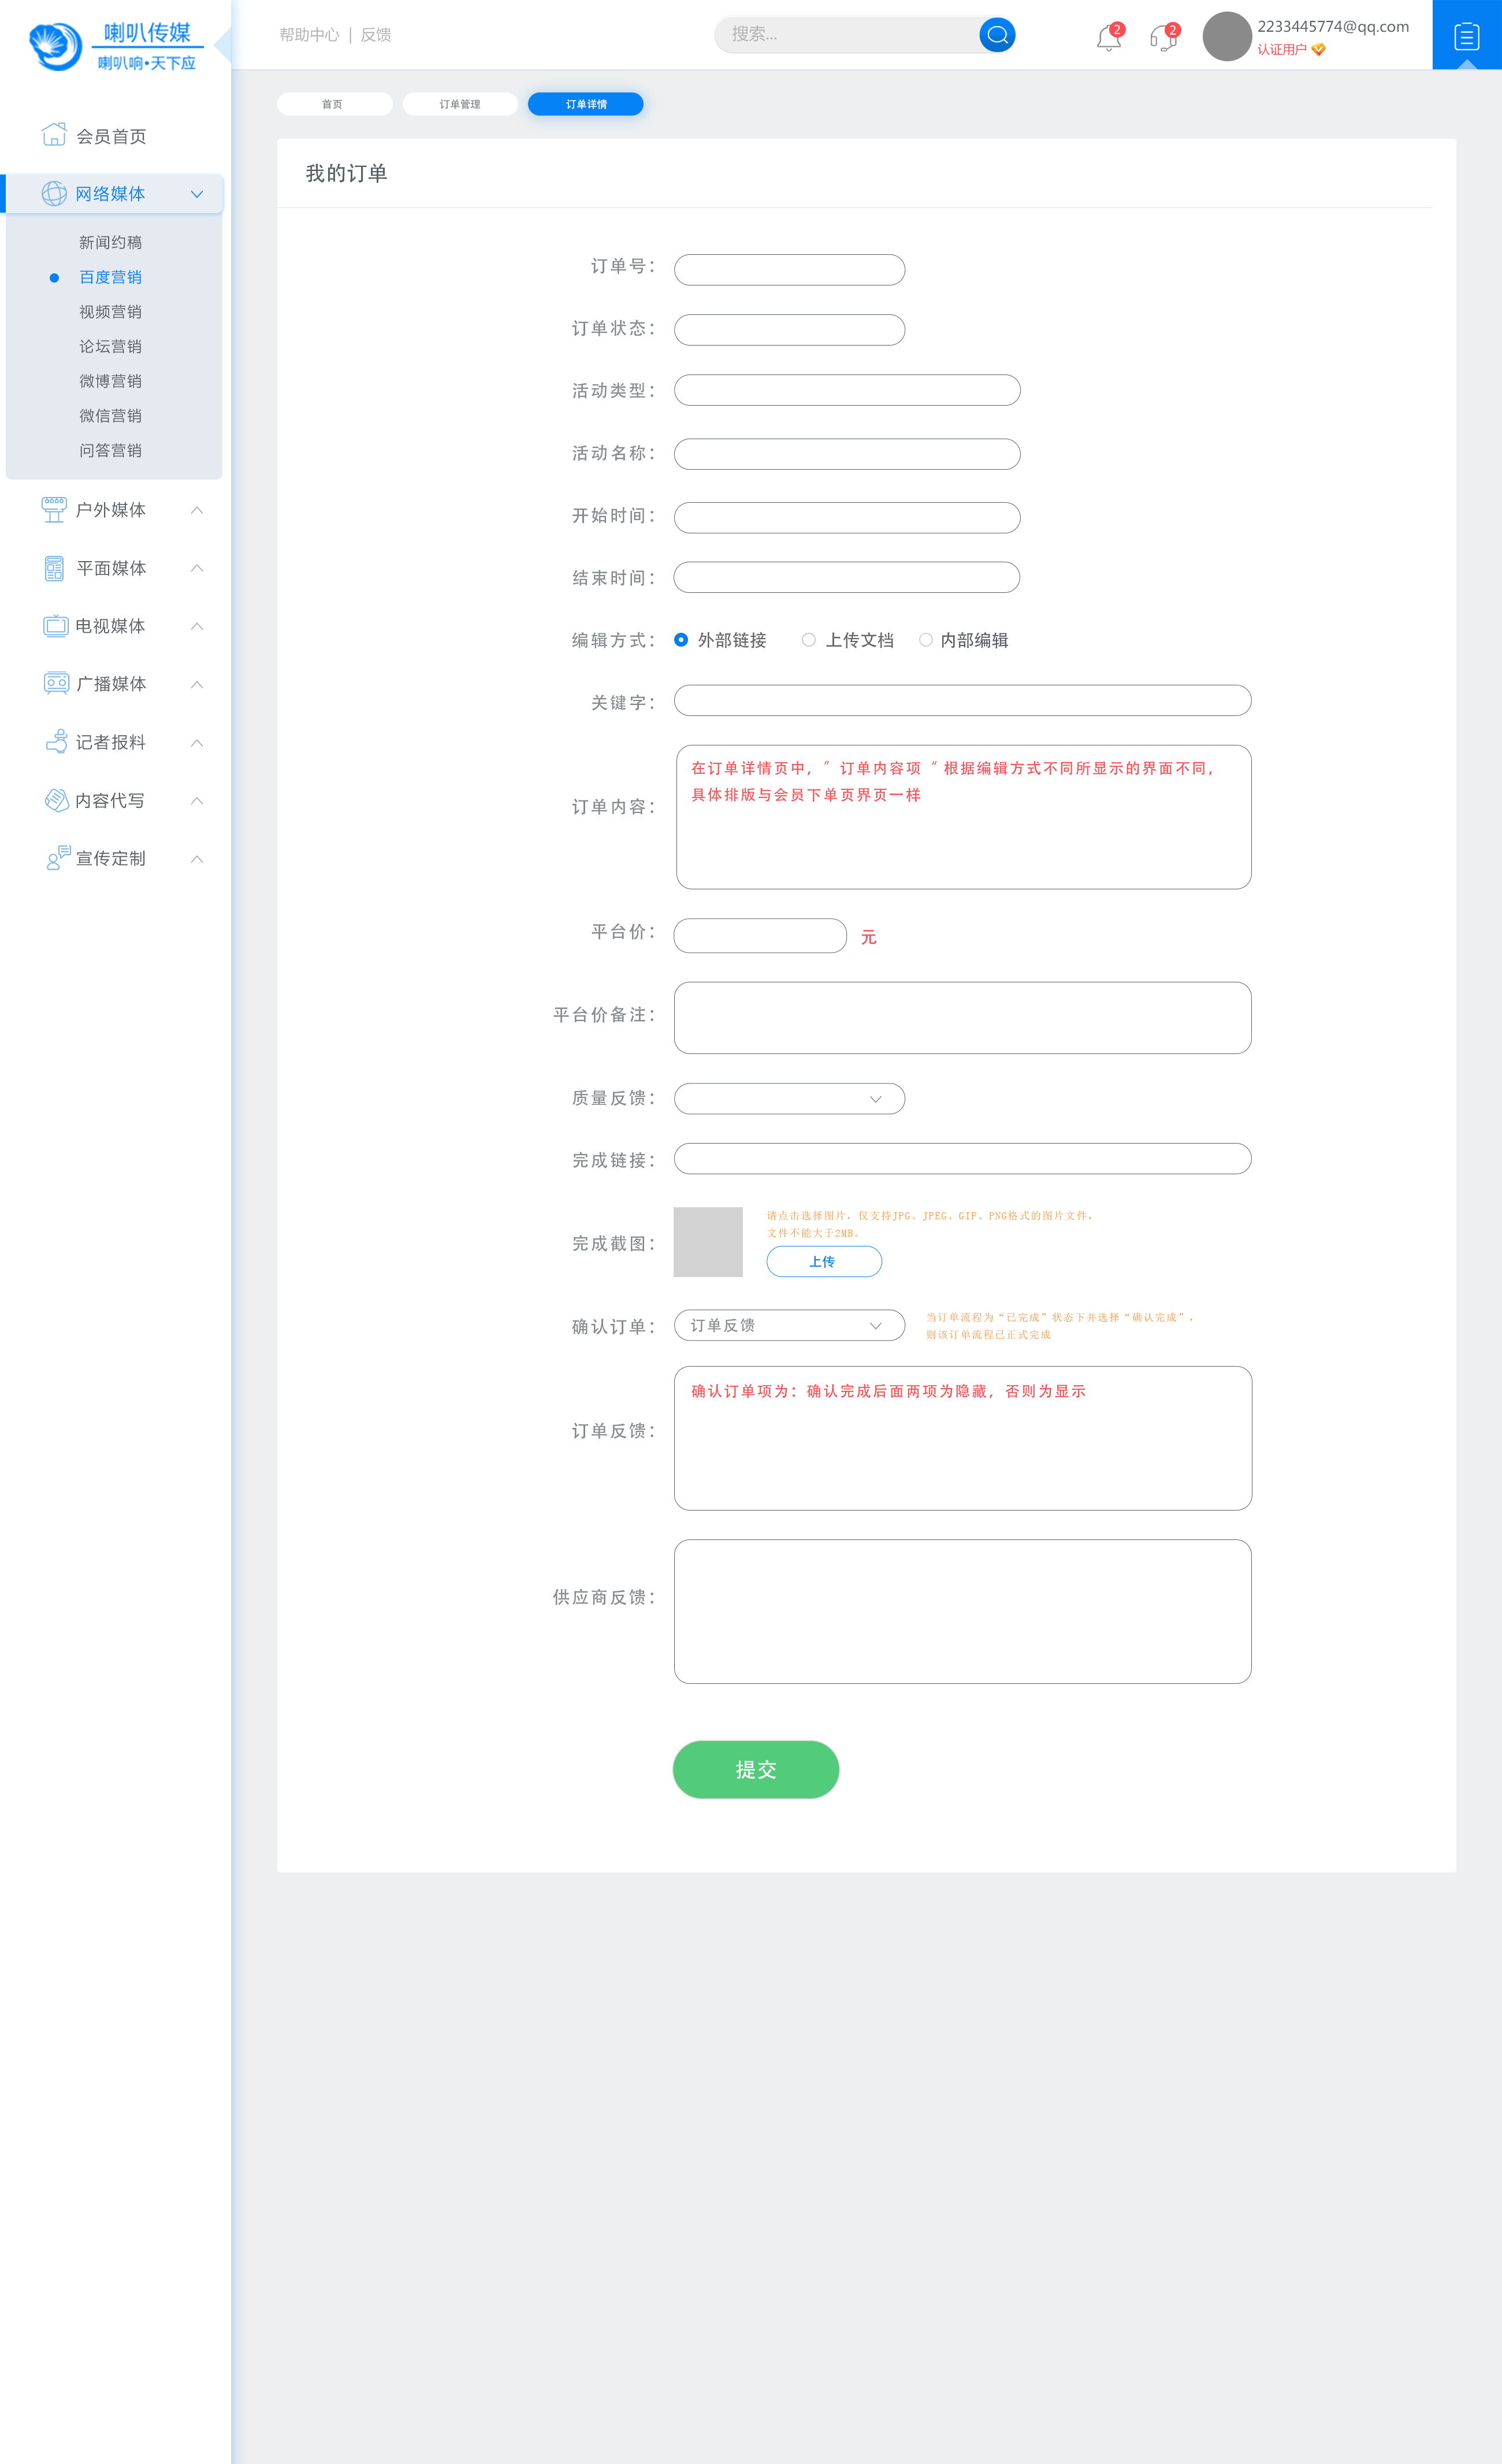 喇叭传媒
喇叭响•天下应
帮助中心 | 反馈
搜索...
2
2
2233445774@qq.com
认证用户
会员首页
网络媒体
新闻约稿
百度营销
视频营销
论坛营销
微博营销
微信营销
问答营销
户外媒体
平面媒体
电视媒体
广播媒体
记者报料
内容代写
宣传定制
首页
订单管理
订单详情
我的订单
订单号：
订单状态：
活动类型：
活动名称：
开始时间：
结束时间：
编辑方式：
外部链接
上传文档
内部编辑
关键字：
订单内容：
在订单详情页中，”订单内容项“根据编辑方式不同所显示的界面不同，
具体排版与会员下单页界页一样
平台价：
元
平台价备注：
质量反馈：
完成链接：
完成截图：
请点击选择图片，仅支持JPG、JPEG、GIF、PNG格式的图片文件，
文件不能大于2MB。
上传
确认订单：
订单反馈
当订单流程为“已完成”状态下并选择“确认完成”，
则该订单流程已正式完成
订单反馈：
确认订单项为：确认完成后面两项为隐藏，否则为显示
供应商反馈：
提交